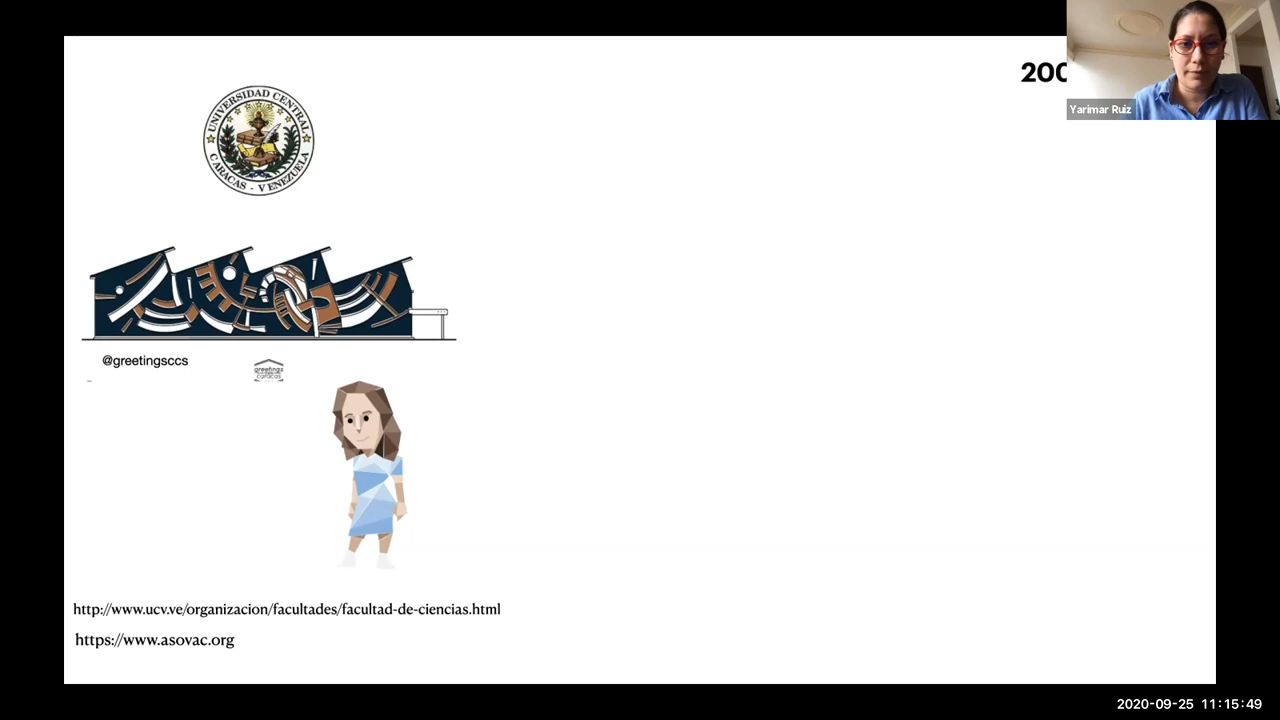 200
Yarimar Ruiz
UNIVERSIDAD CENTRAL
CARACAS - VENEZUELA
@greetingsccs
greetings
caracas
http://www.ucv.ve/organizacion/facultades/facultad-de-ciencias.html
https://www.asovac.org
2020-09-25 11:15:49